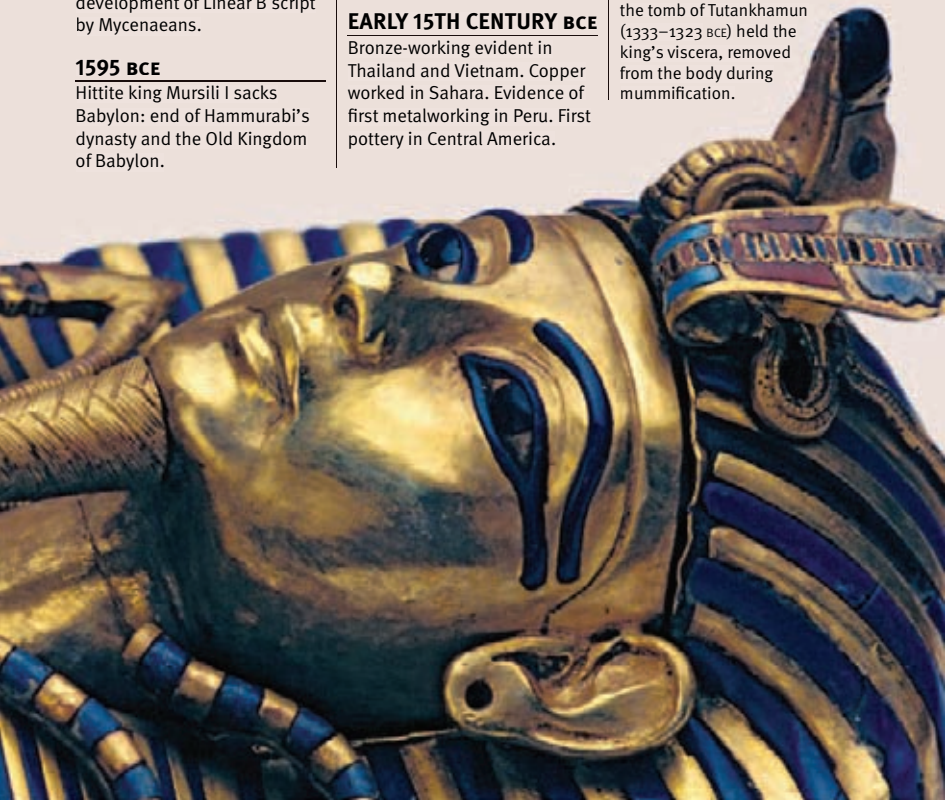 development of Linear B script
by Mycenaeans.
1595 BCE
Hittite king Mursili I sacks
Babylon: end of Hammurabi's
dynasty and the Old Kingdom
of Babylon.
EARLY 15TH CENTURY BCE
Bronze-working evident in
Thailand and Vietnam. Copper
worked in Sahara. Evidence of
first metalworking in Peru. First
pottery in Central America.
the tomb of Tutankhamun
(1333–1323 BCE) held the
king's viscera, removed
from the body during
mummification.